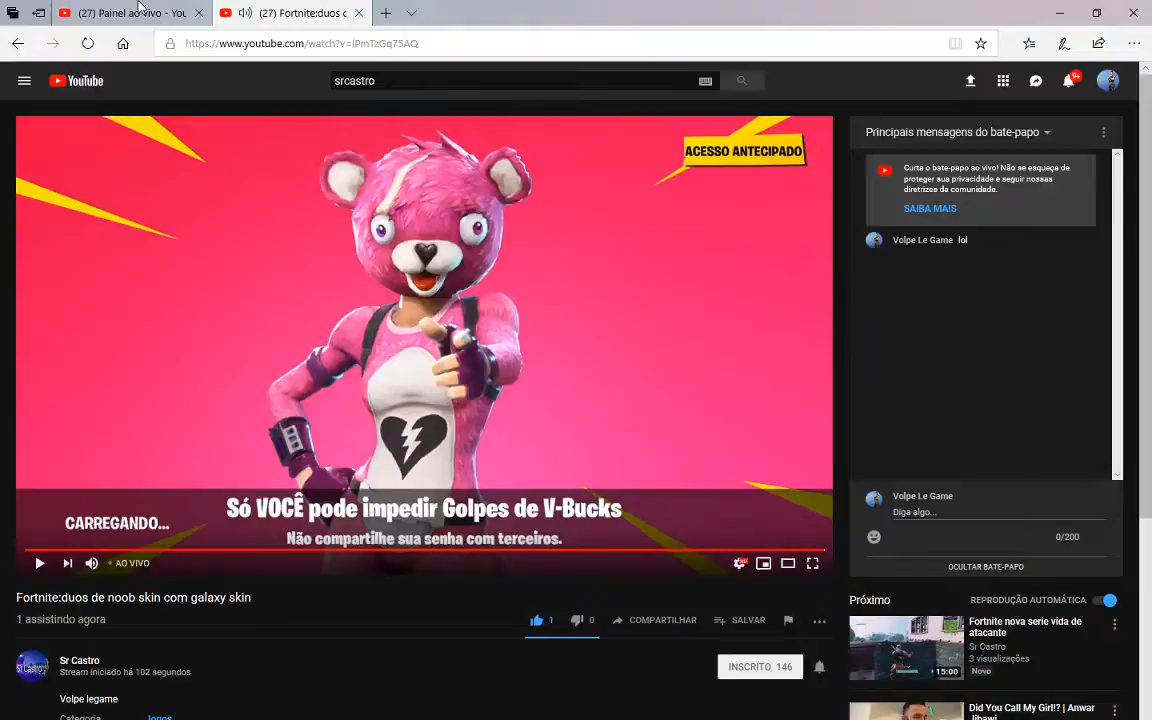 (27) Painel ao vivo - You
(27) Fortnite:duos c
https://www.youtube.com/watch?v=iPmTzGq75AQ
YouTube
srcastro
9+
ACESSO ANTECIPADO
CARREGANDO...
Só VOCÊ pode impedir Golpes de V-Bucks
Não compartilhe sua senha com terceiros.
AO VIVO
Fortnite:duos de noob skin com galaxy skin
1 assistindo agora
1
0
COMPARTILHAR
SALVAR
Sr Castro
Stream iniciado há 102 segundos
INSCRITO 146
Volpe legame
Categoria
Jogos
Principais mensagens do bate-papo
Curta o bate-papo ao vivo! Não se esqueça de
proteger sua privacidade e seguir nossas
diretrizes da comunidade.
SAIBA MAIS
Volpe Le Game lol
Volpe Le Game
Diga algo...
0/200
OCULTAR BATE-PAPO
Próximo
REPRODUÇÃO AUTOMÁTICA
Fortnite nova serie vida de
atacante
Sr Castro
3 visualizações
Novo
15:00
Did You Call My Girl!? | Anwar
Jibawi